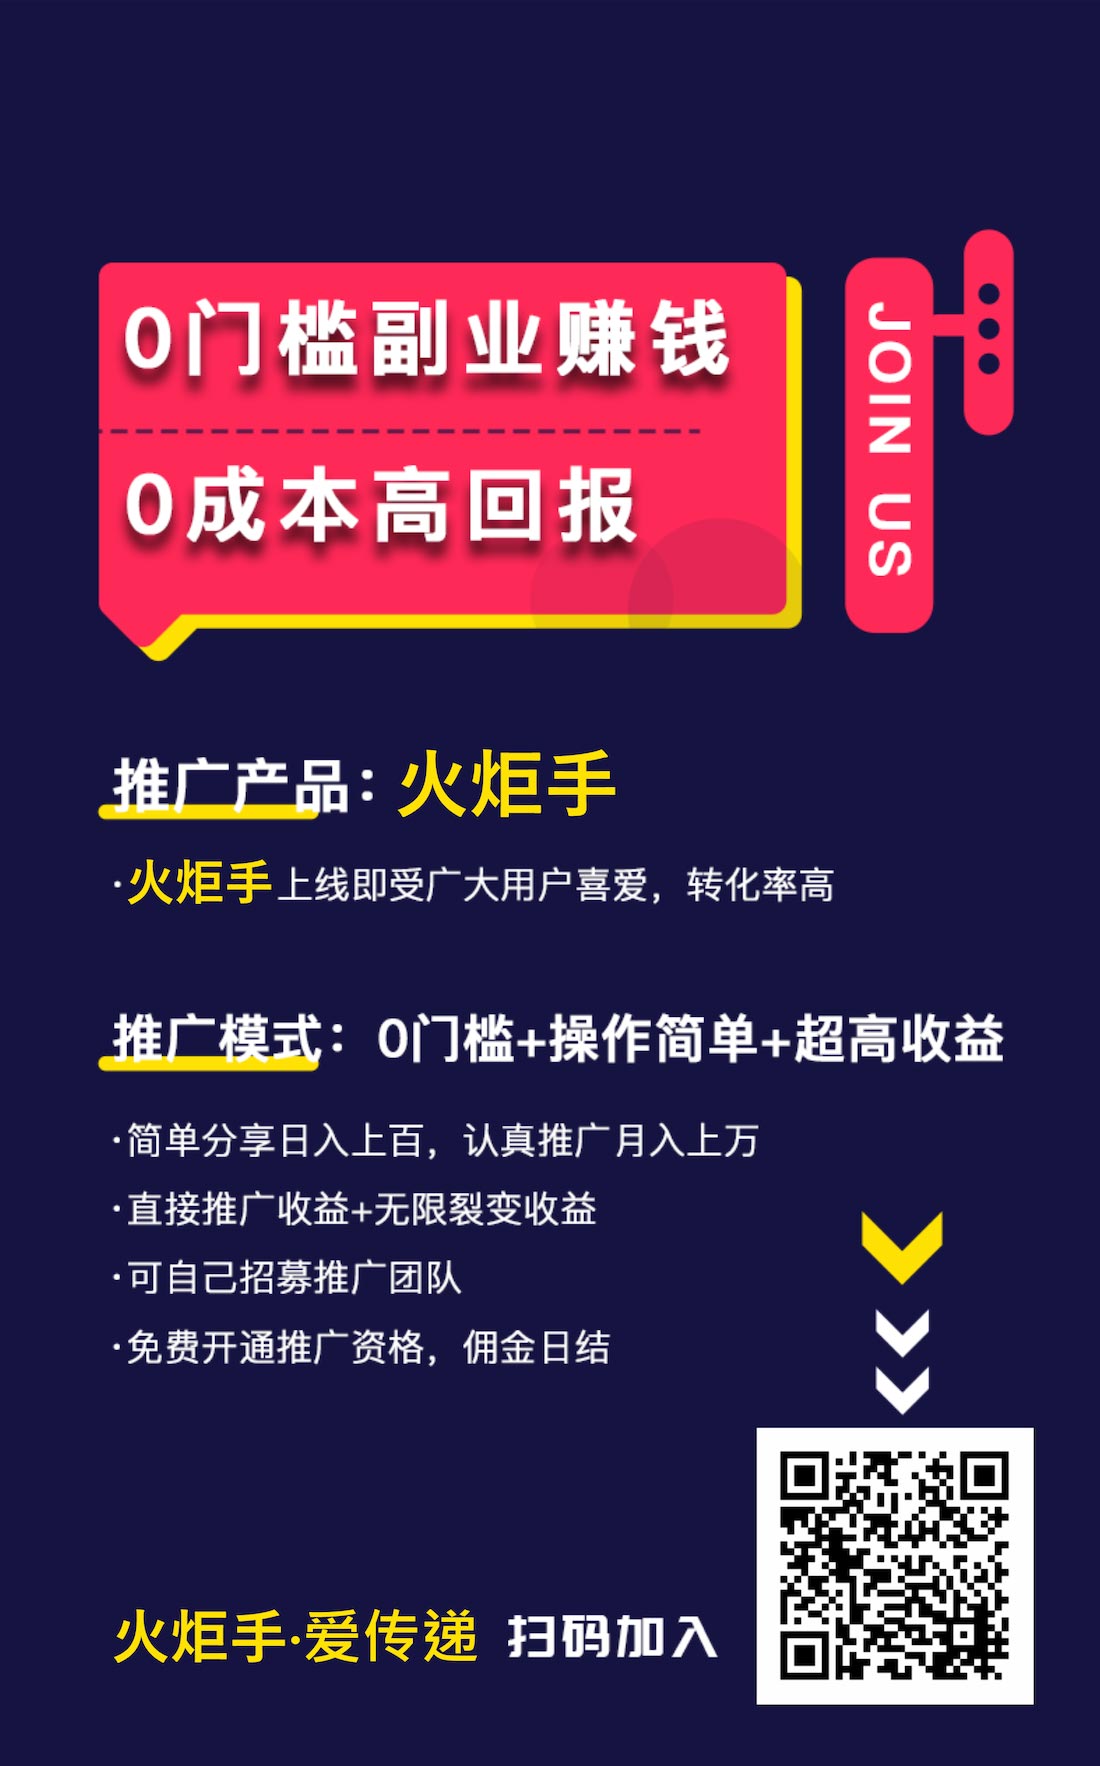 0门槛副业赚钱
0成本高回报
JOIN US
推广产品：火炬手
·火炬手上线即受广大用户喜爱，转化率高
推广模式：0门槛+操作简单+超高收益
·简单分享日入上百，认真推广月入上万
·直接推广收益+无限裂变收益
·可自己招募推广团队
·免费开通推广资格，佣金日结
火炬手·爱传递 扫码加入